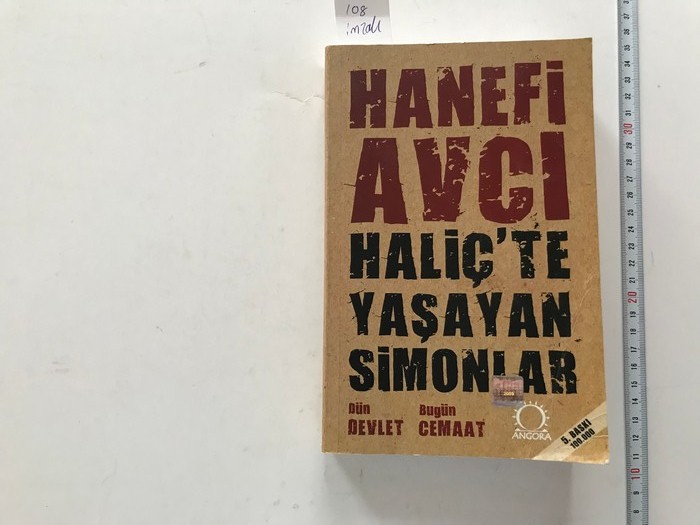 108
imzalı
HANEFİ
AVCI
HALİÇ'TE
YAŞAYAN
SİMONLAR
Dün Bugün
DEVLET CEMAAT
ANGORA
5. BASKI
100.000